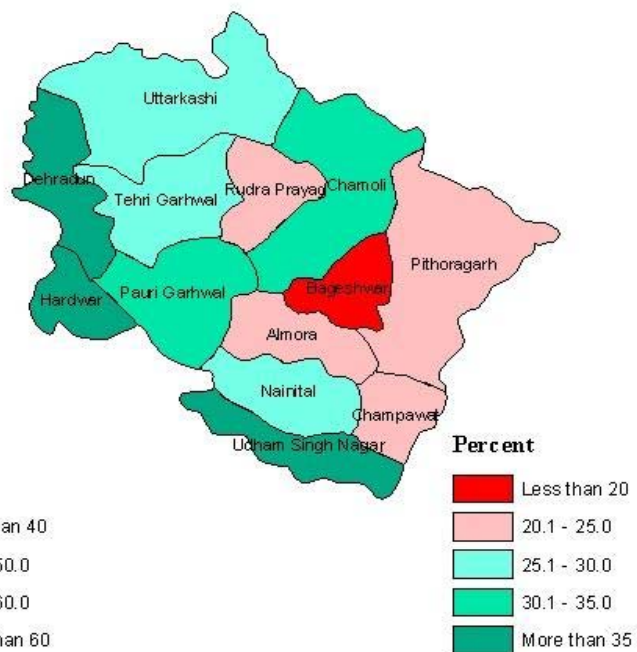 Uttarkashi
Dehradun
Tehri Garhwal
Rudra Prayag
Chamoli
Pithoragarh
Hardwar
Pauri Garhwal
Bageshwar
Almora
Nainital
Champawat
Udham Singh Nagar
Percent
Less than 20
20.1 - 25.0
25.1 - 30.0
30.1 - 35.0
More than 35
40